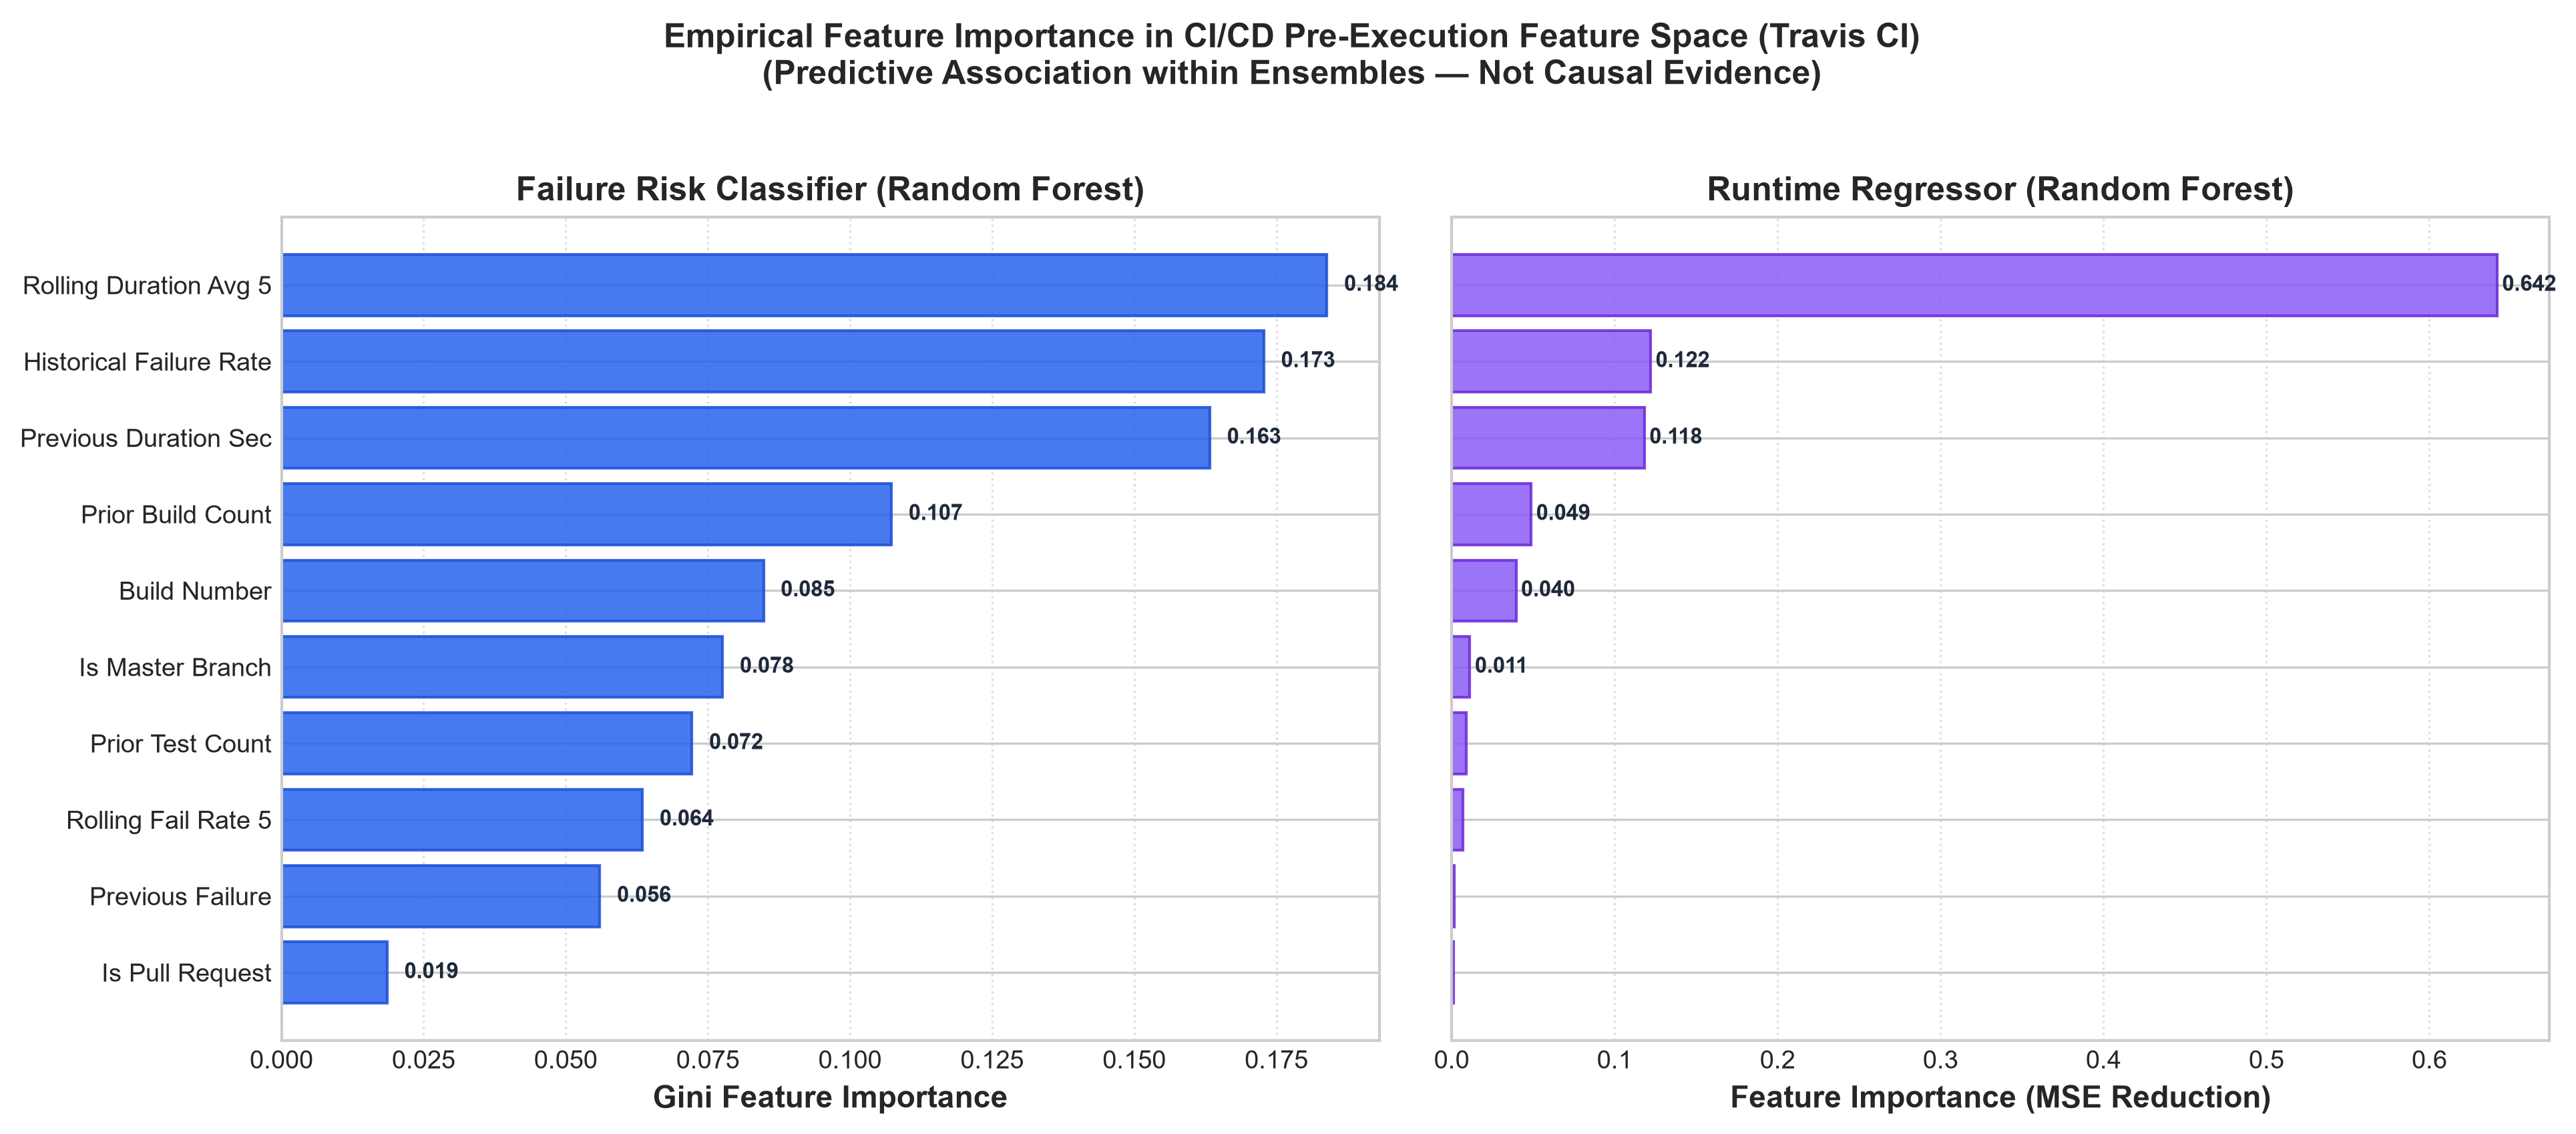 Empirical Feature Importance in CI/CD Pre-Execution Feature Space (Travis CI)
(Predictive Association within Ensembles — Not Causal Evidence)
Failure Risk Classifier (Random Forest)
Rolling Duration Avg 5
0.184
Historical Failure Rate
0.173
Previous Duration Sec
0.163
Prior Build Count
0.107
Build Number
0.085
Is Master Branch
0.078
Prior Test Count
0.072
Rolling Fail Rate 5
0.064
Previous Failure
0.056
Is Pull Request
0.019
0.000 0.025 0.050 0.075 0.100 0.125 0.150 0.175
Gini Feature Importance
Runtime Regressor (Random Forest)
0.642
0.122
0.118
0.049
0.040
0.011
0.0 0.1 0.2 0.3 0.4 0.5 0.6
Feature Importance (MSE Reduction)